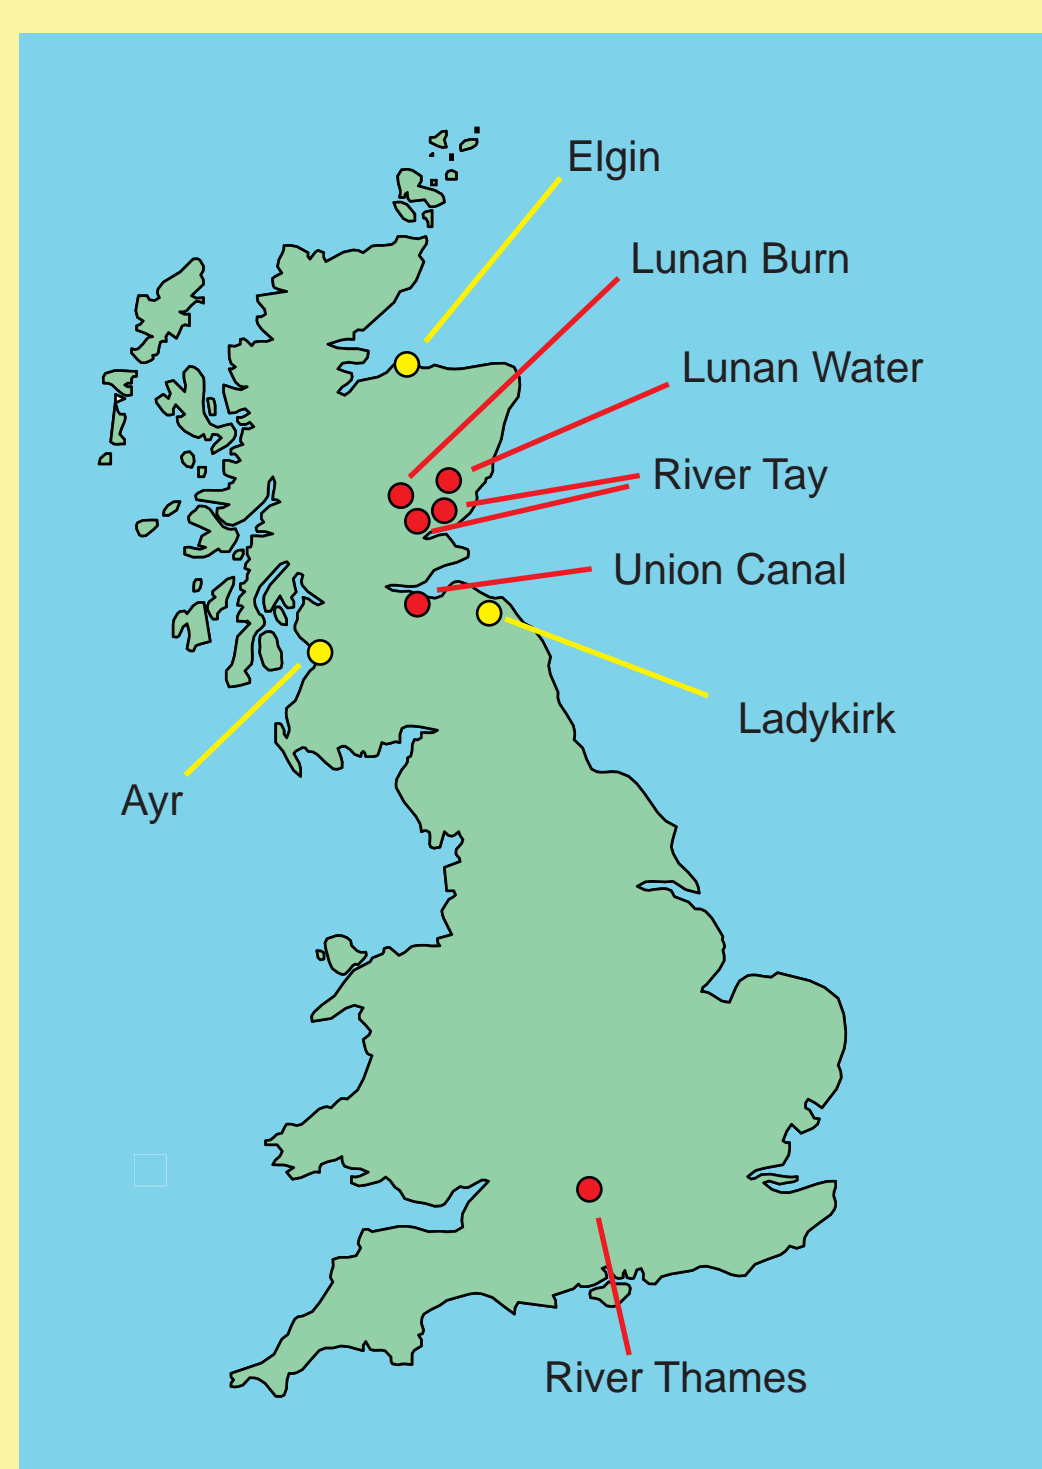 Elgin
Lunan Burn
Lunan Water
River Tay
Union Canal
Ladykirk
Ayr
River Thames